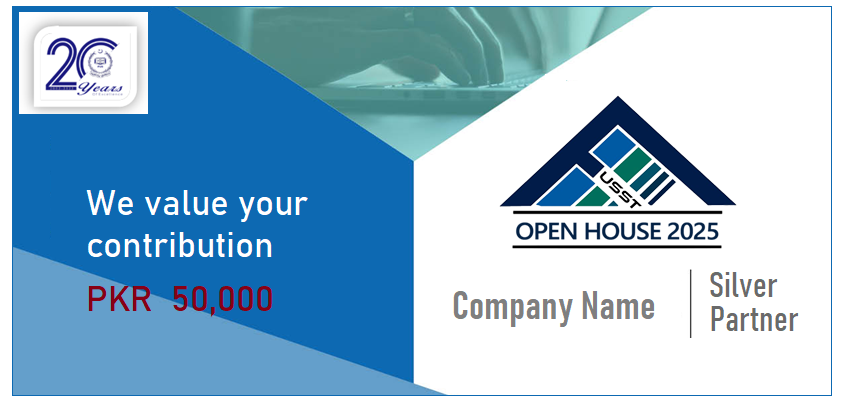 20
Years
We value your
contribution
PKR 50,000
USST
OPEN HOUSE 2025
Company Name
Silver
Partner